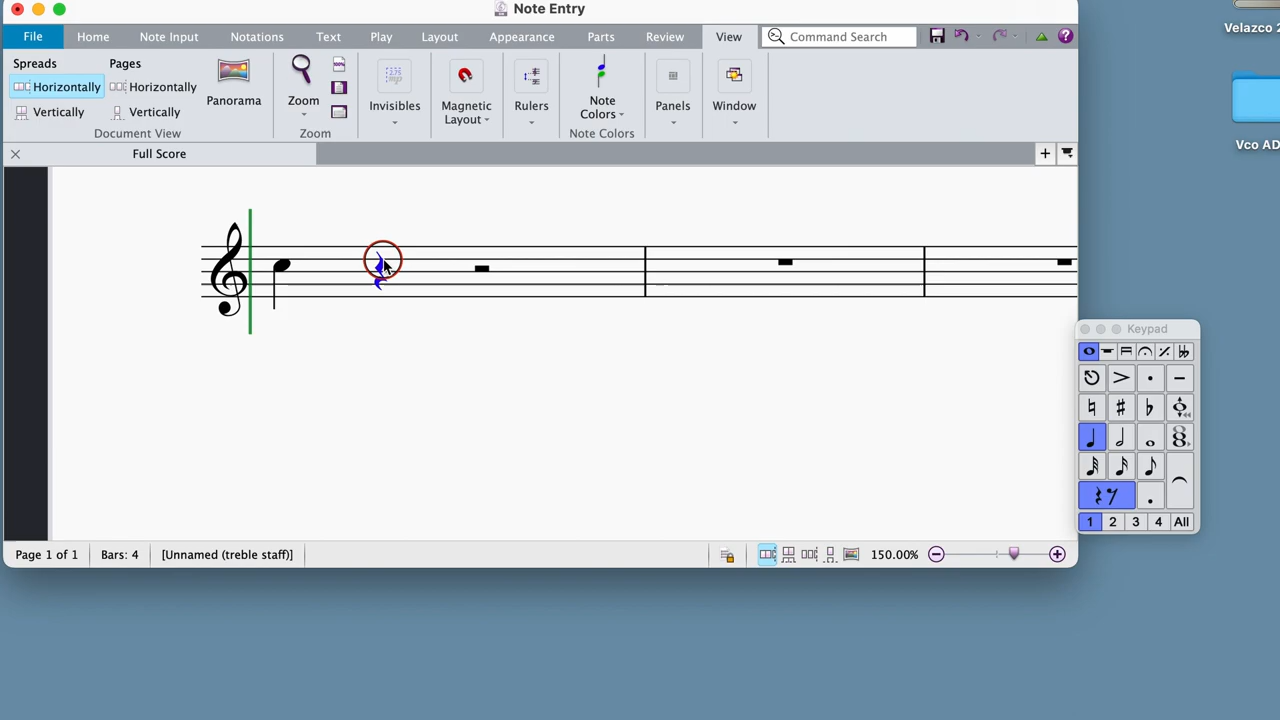 Note Entry
File Home Note Input Notations Text Play Layout Appearance Parts Review View Command Search
Spreads Pages
Horizontally Horizontally
Vertically Vertically
Panorama
Zoom
Invisibles
Magnetic
Layout
Rulers
Note
Colors
Panels
Window
Document View Zoom Note Colors
Full Score
Keypad
1 2 3 4 All
Page 1 of 1 Bars: 4 [Unnamed (treble staff)] 150.00%
Velazco 2
Vco AD